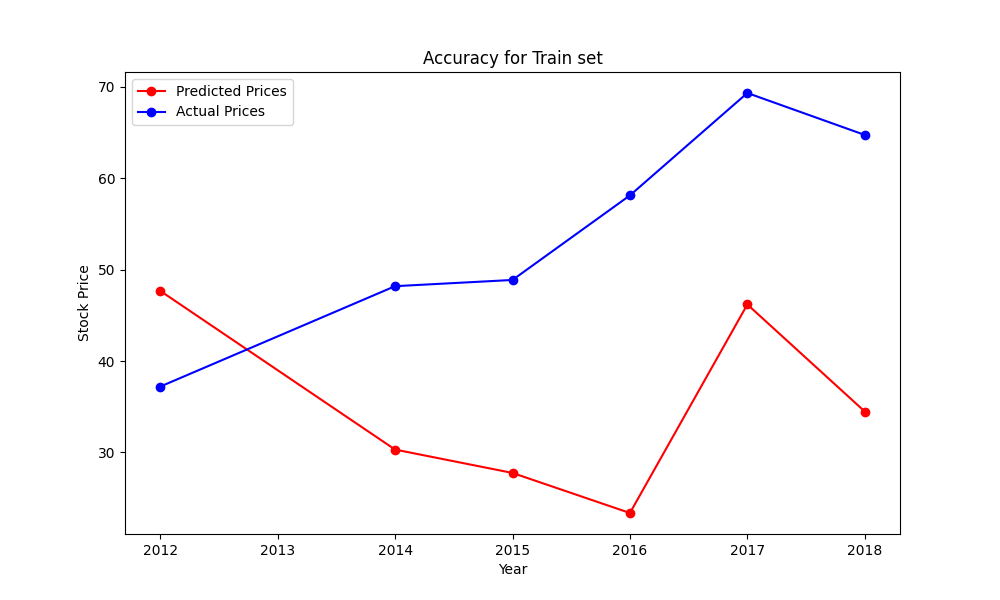 Accuracy for Train set
Predicted Prices
Actual Prices
70
60
50
40
30
Stock Price
2012 2013 2014 2015 2016 2017 2018
Year